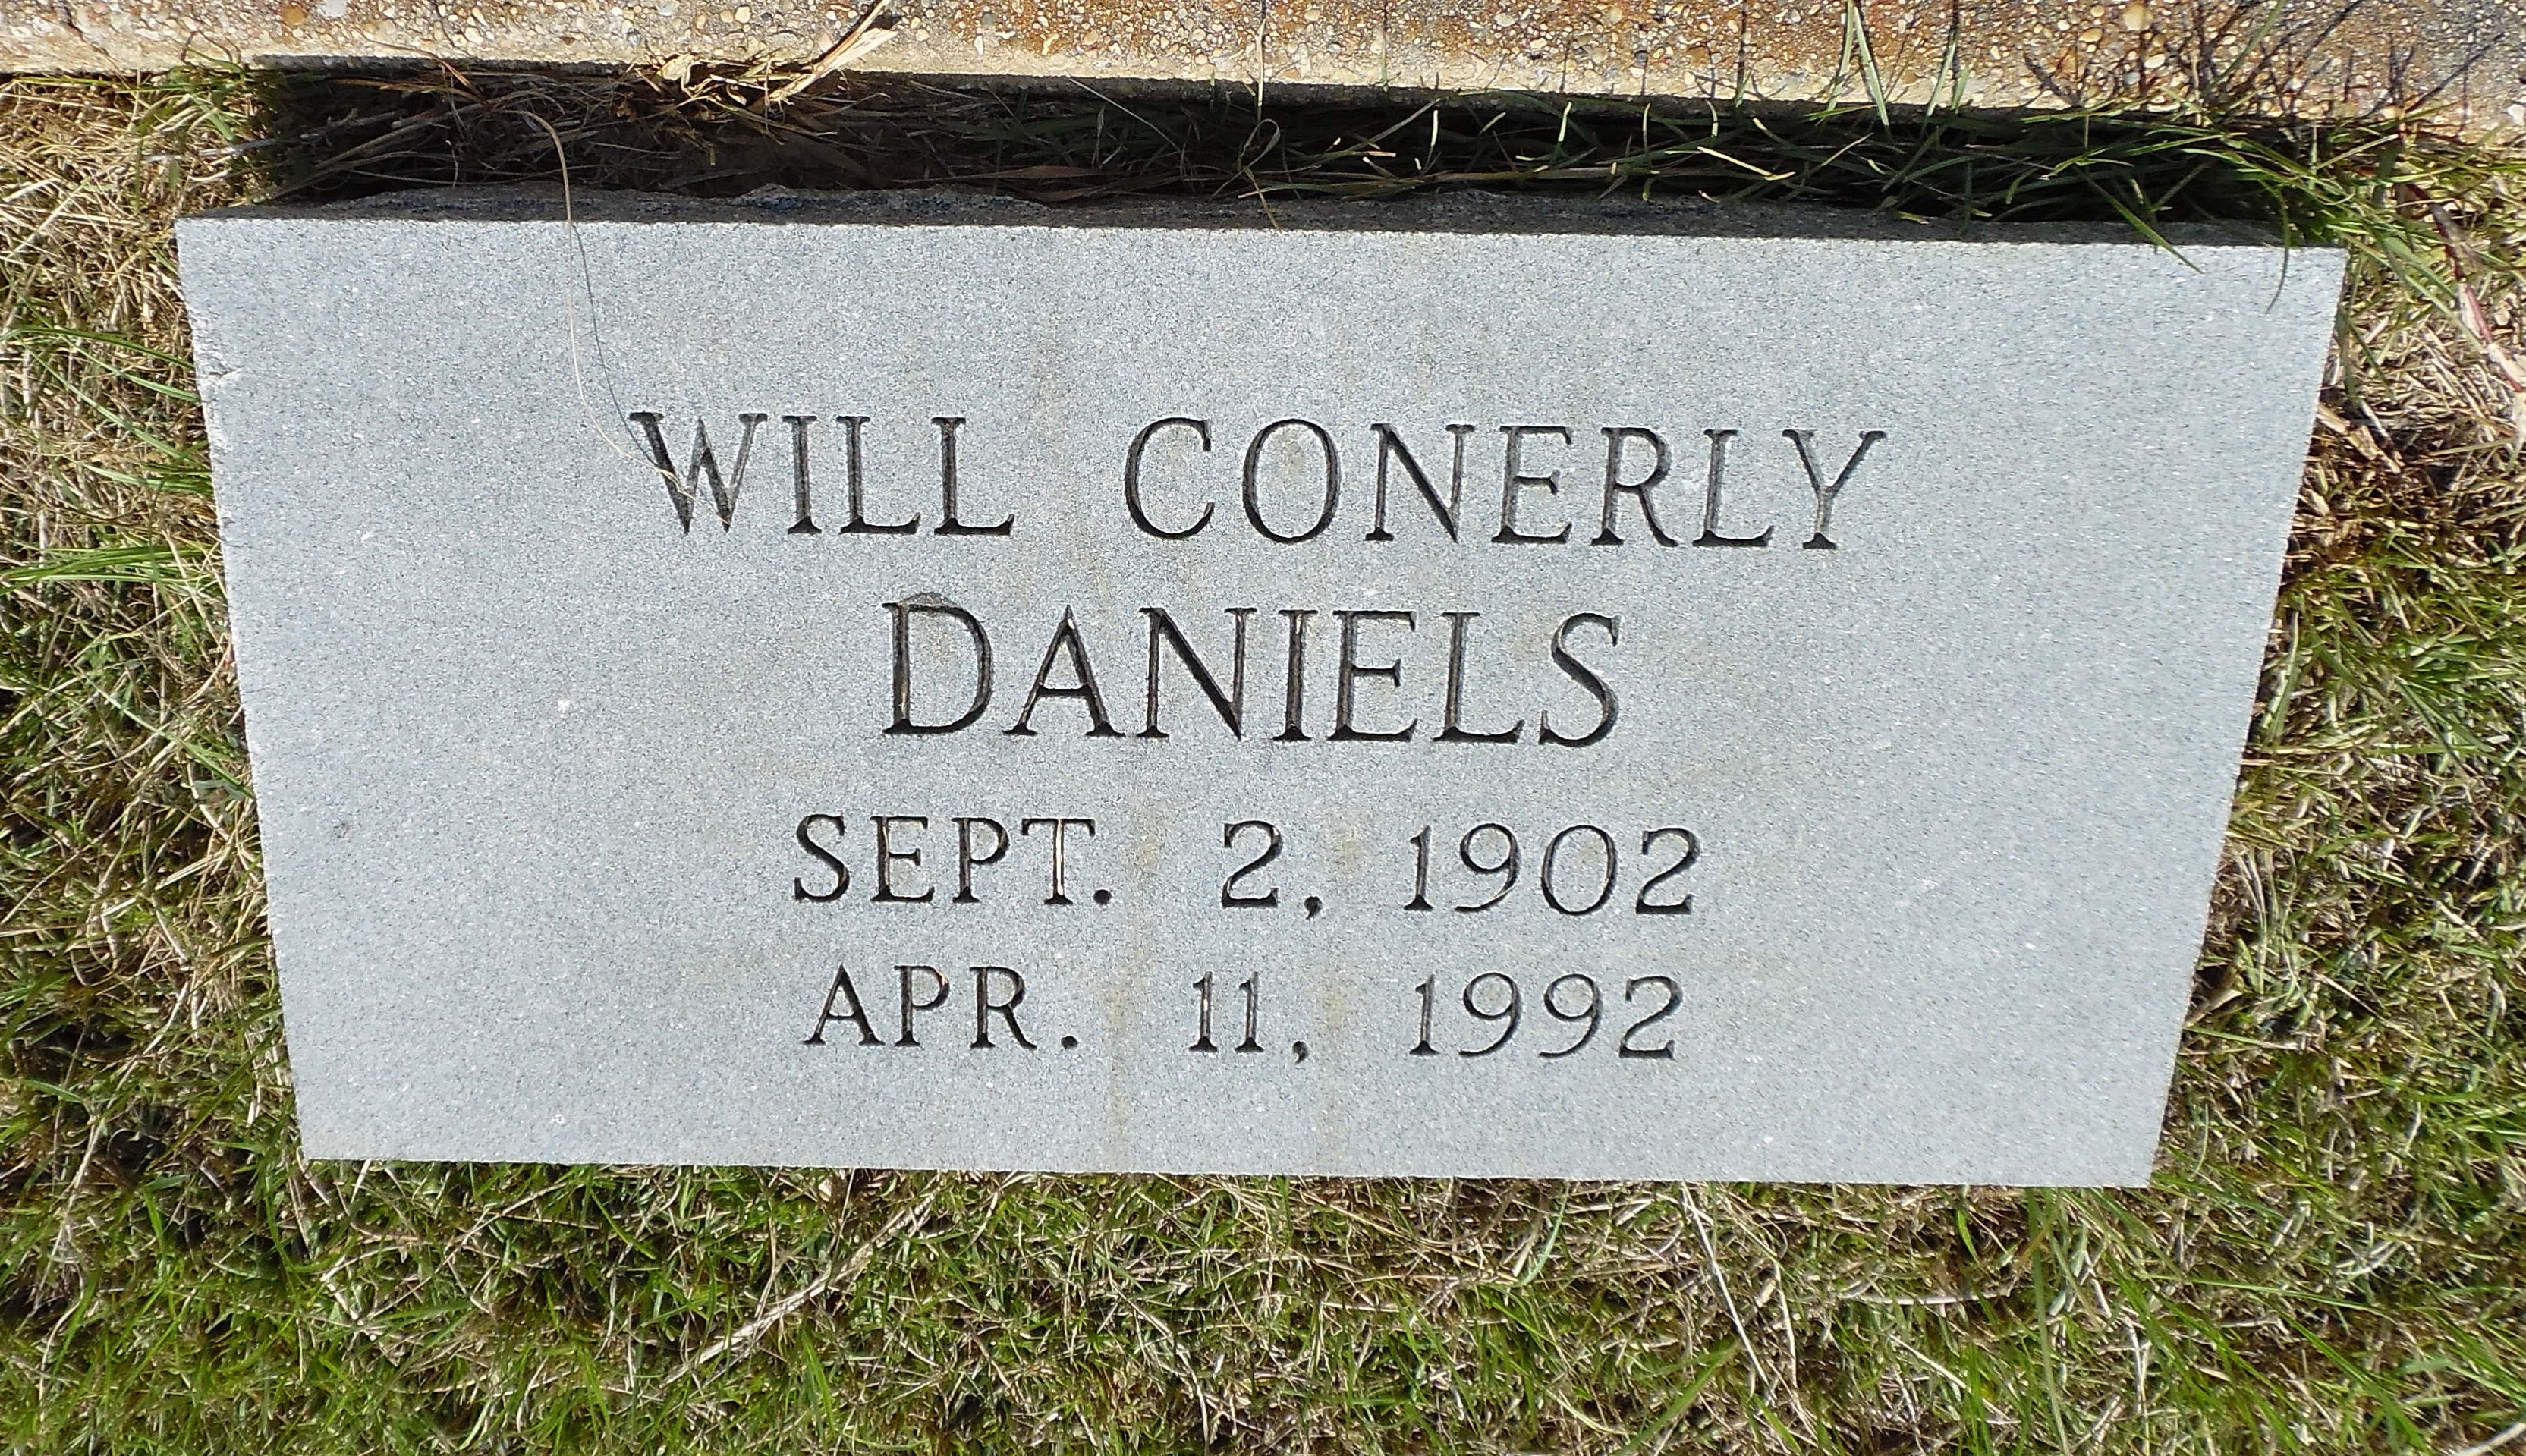 WILL CONERLY
DANIELS
SEPT. 2, 1902
APR. 11, 1992